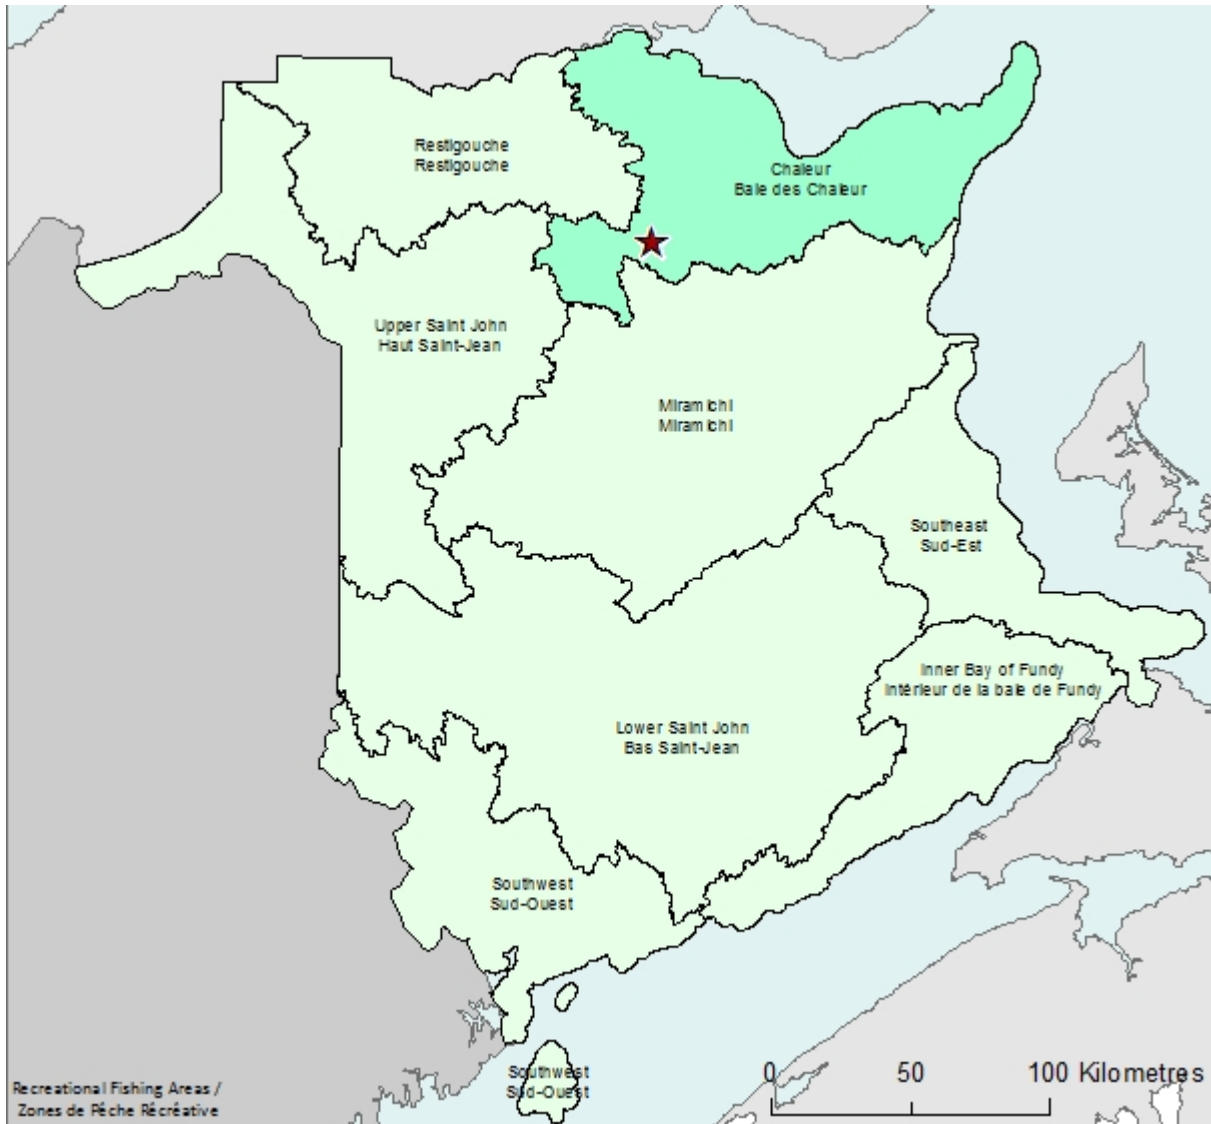 Restigouche
Restigouche
Chaleur
Baie des Chaleur
Upper Saint John
Haut Saint-Jean
Miramichi
Miramichi
Southeast
Sud-Est
Inner Bay of Fundy
Intérieur de la baie de Fundy
Lower Saint John
Bas Saint-Jean
Southwest
Sud-Ouest
Southwest
Sud-Ouest
0 50 100 Kilometres
Recreational Fishing Areas /
Zones de Pêche Récréative